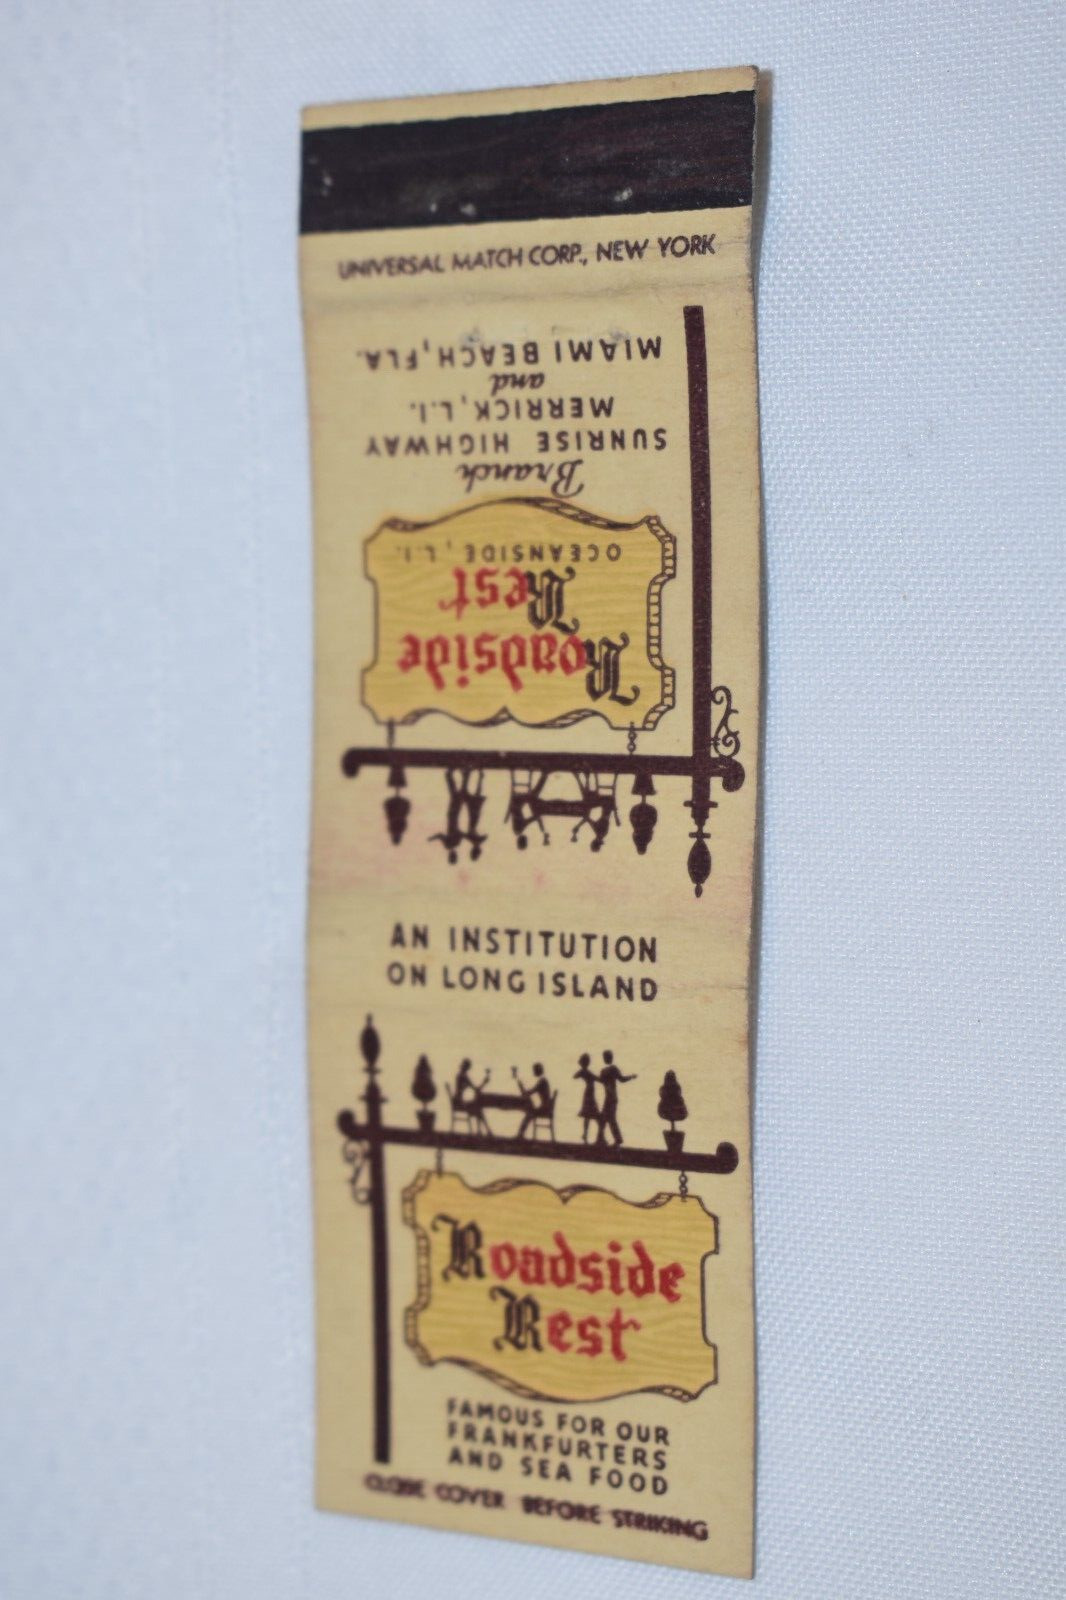 UNIVERSAL MATCH CORP., NEW YORK
Roadside
Rest
OCEANSIDE, L.I.
Branch
SUNRISE HIGHWAY
MERRICK, L.I.
and
MIAMI BEACH, FLA.
AN INSTITUTION
ON LONG ISLAND
Roadside
Rest
FAMOUS FOR OUR
FRANKFURTERS
AND SEA FOOD
CLOSE COVER BEFORE STRIKING